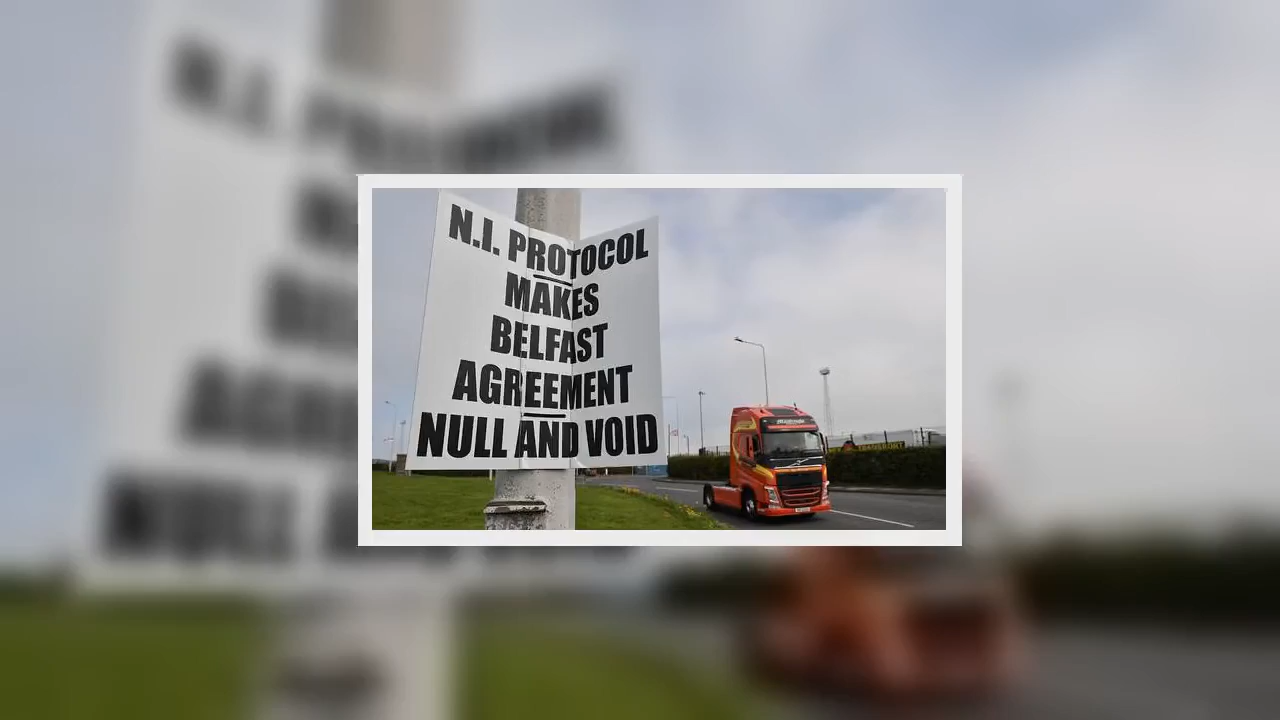 N.I. PROTOCOL
MAKES
BELFAST
AGREEMENT
NULL AND VOID